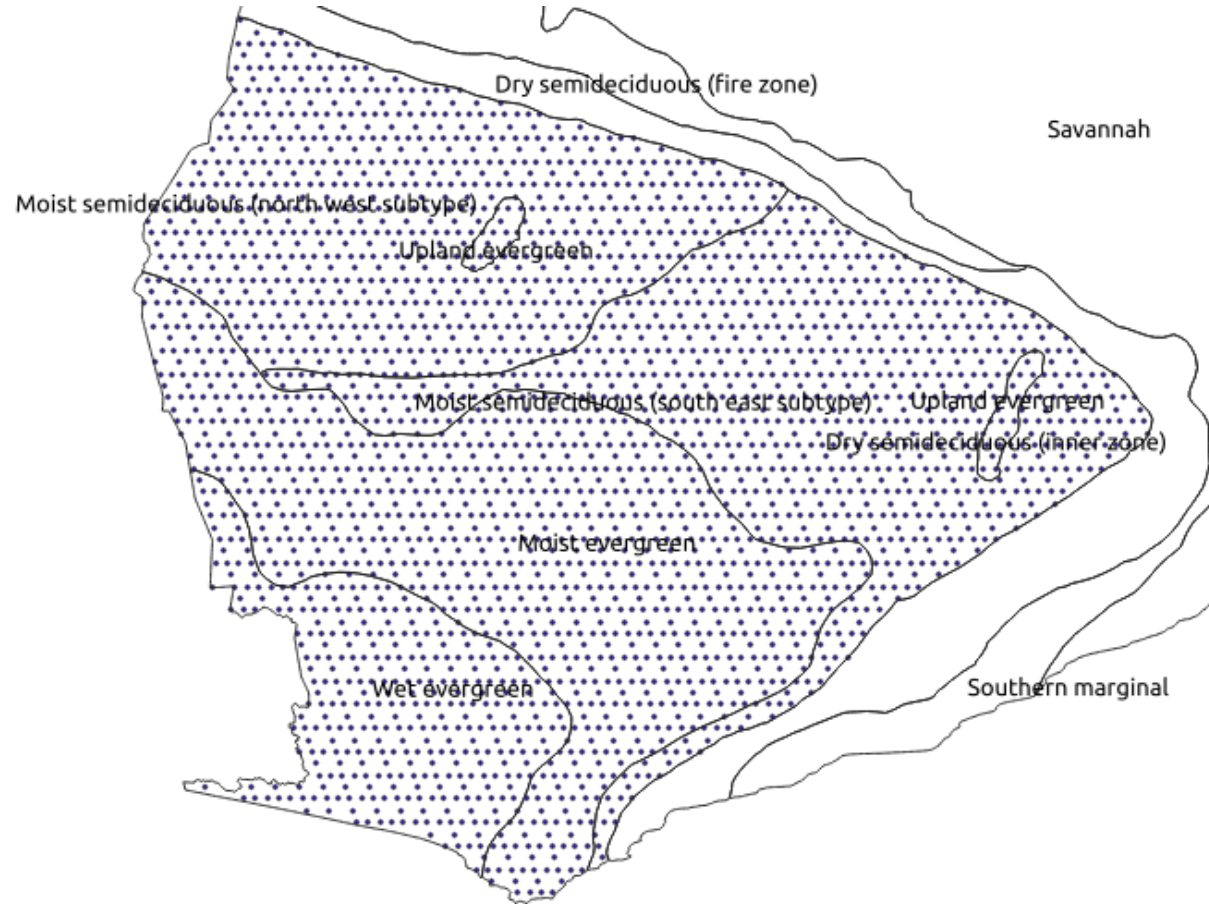 Dry semideciduous (fire zone)
Savannah
Moist semideciduous (north west subtype)
Upland evergreen
Moist semideciduous (south east subtype)
Upland evergreen
Dry semideciduous (inner zone)
Moist evergreen
Wet evergreen
Southern marginal